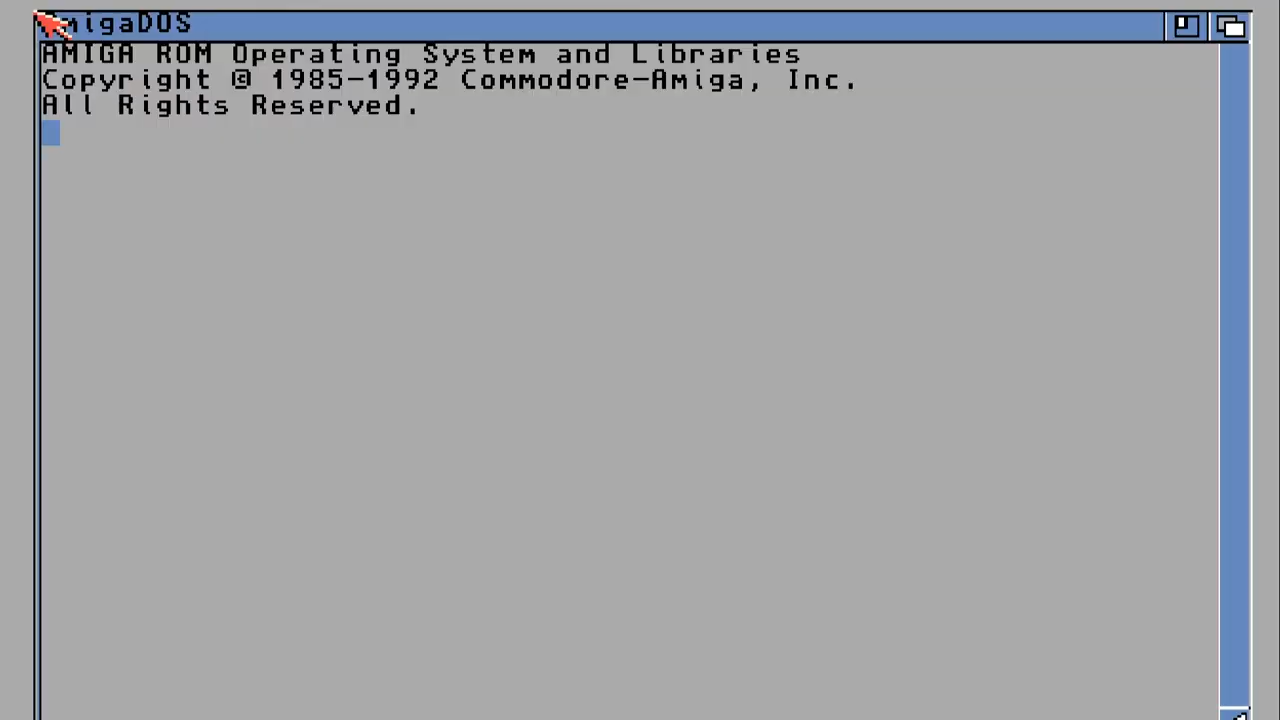 AmigaDOS
AMIGA ROM Operating System and Libraries
Copyright © 1985-1992 Commodore-Amiga, Inc.
All Rights Reserved.